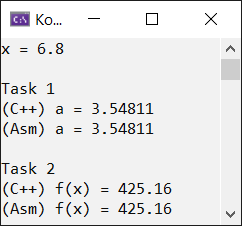 Ko...
x = 6.8
Task 1
(C++) a = 3.54811
(Asm) a = 3.54811
Task 2
(C++) f(x) = 425.16
(Asm) f(x) = 425.16